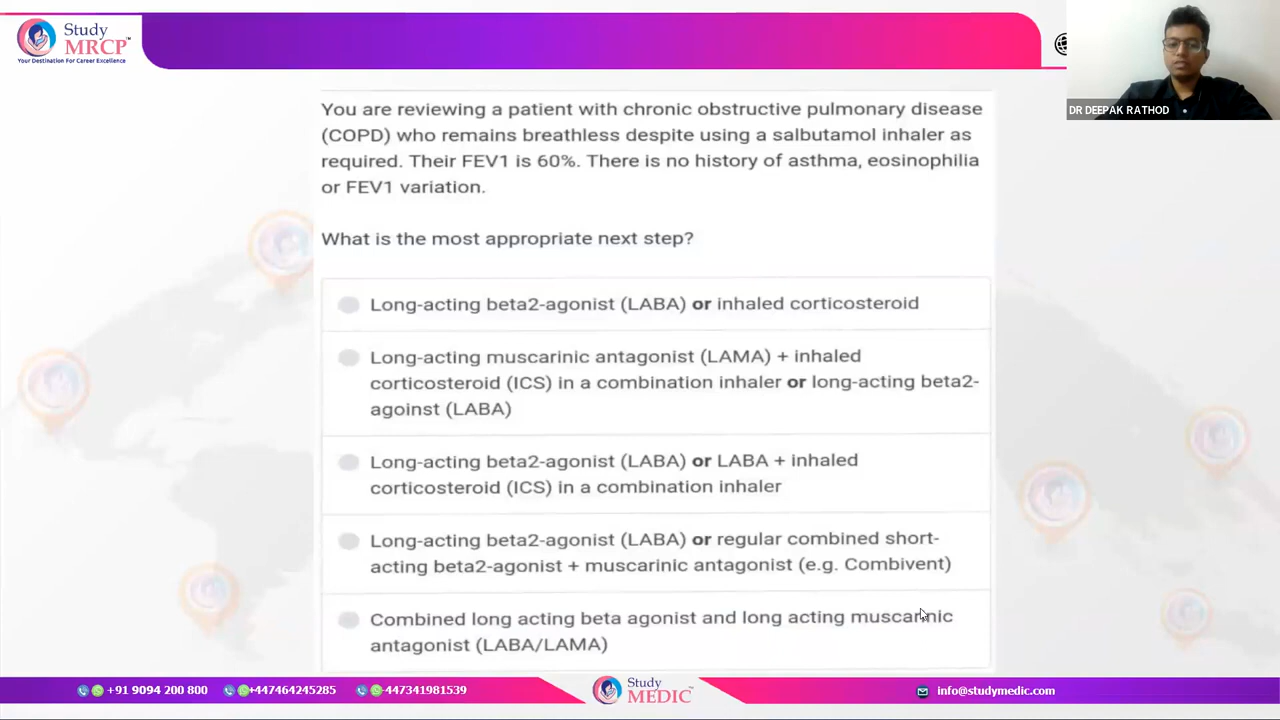 Study
MRCP™
Your Destination For Career Excellence
DR DEEPAK RATHOD
You are reviewing a patient with chronic obstructive pulmonary disease
(COPD) who remains breathless despite using a salbutamol inhaler as
required. Their FEV1 is 60%. There is no history of asthma, eosinophilia
or FEV1 variation.
What is the most appropriate next step?
Long-acting beta2-agonist (LABA) or inhaled corticosteroid
Long-acting muscarinic antagonist (LAMA) + inhaled
corticosteroid (ICS) in a combination inhaler or long-acting beta2-
agoinst (LABA)
Long-acting beta2-agonist (LABA) or LABA + inhaled
corticosteroid (ICS) in a combination inhaler
Long-acting beta2-agonist (LABA) or regular combined short-
acting beta2-agonist + muscarinic antagonist (e.g. Combivent)
Combined long acting beta agonist and long acting muscarinic
antagonist (LABA/LAMA)
+91 9094 200 800 +447464245285 +447341981539
Study
MEDIC™
info@studymedic.com